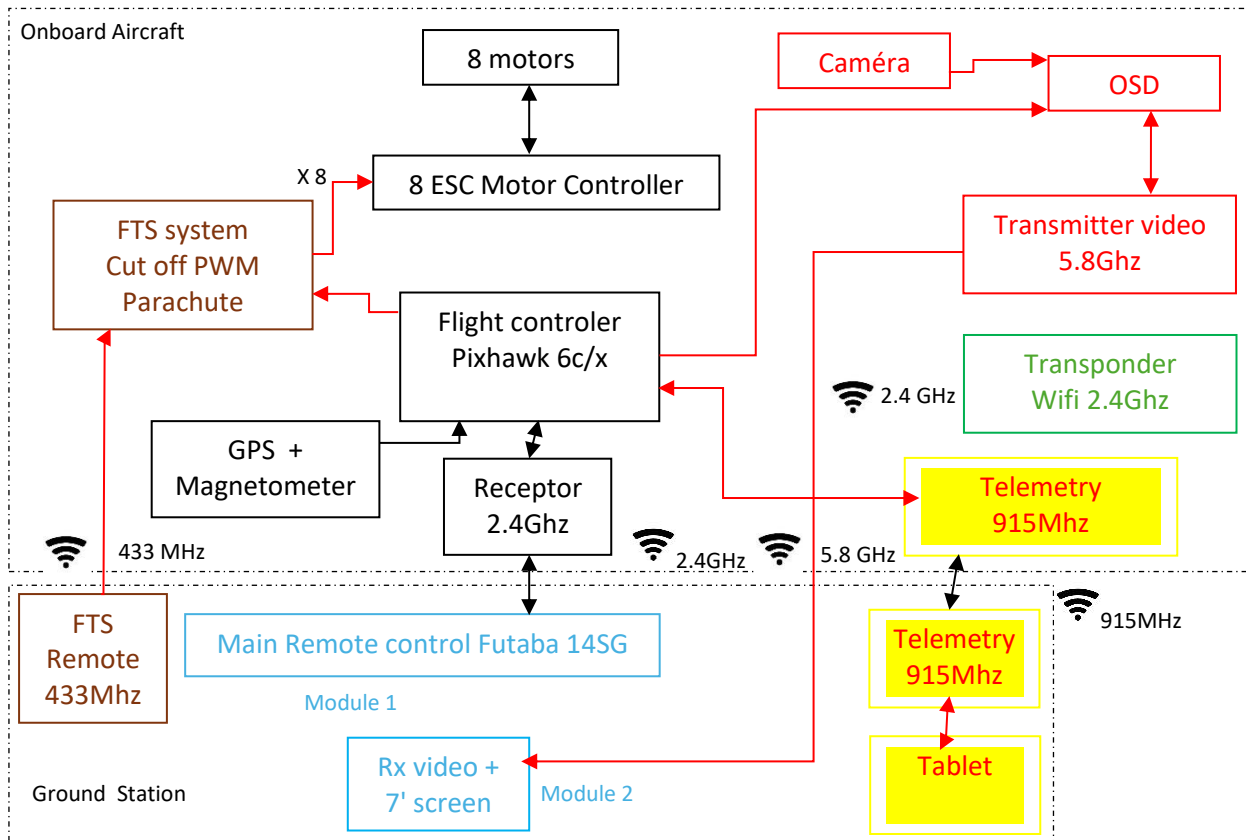 Onboard Aircraft
8 motors
Caméra
OSD
X 8
8 ESC Motor Controller
FTS system
Cut off PWM
Parachute
Transmitter video
5.8Ghz
Flight controler
Pixhawk 6c/x
Transponder
Wifi 2.4Ghz
2.4 GHz
GPS +
Magnetometer
Receptor
2.4Ghz
Telemetry
915Mhz
433 MHz
2.4GHz
5.8 GHz
FTS
Remote
433Mhz
Main Remote control Futaba 14SG
Module 1
Telemetry
915Mhz
915MHz
Rx video +
7' screen
Module 2
Tablet
Ground Station